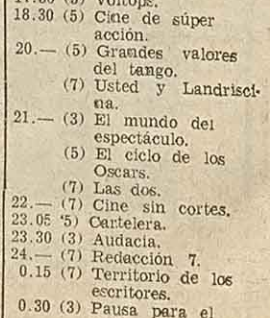 18.30 (5) Cine de súper
acción.
20.— (5) Grandes valores
del tango.
(7) Usted y Landrisci-
na.
21.— (3) El mundo del
espectáculo.
(5) El ciclo de los
Oscars.
(7) Las dos.
22.— (7) Cine sin cortes.
23.05 '5) Cartelera.
23.30 (3) Audacia.
24.— (7) Redacción 7.
0.15 (7) Territorio de los
escritores.
0.30 (3) Pausa para el